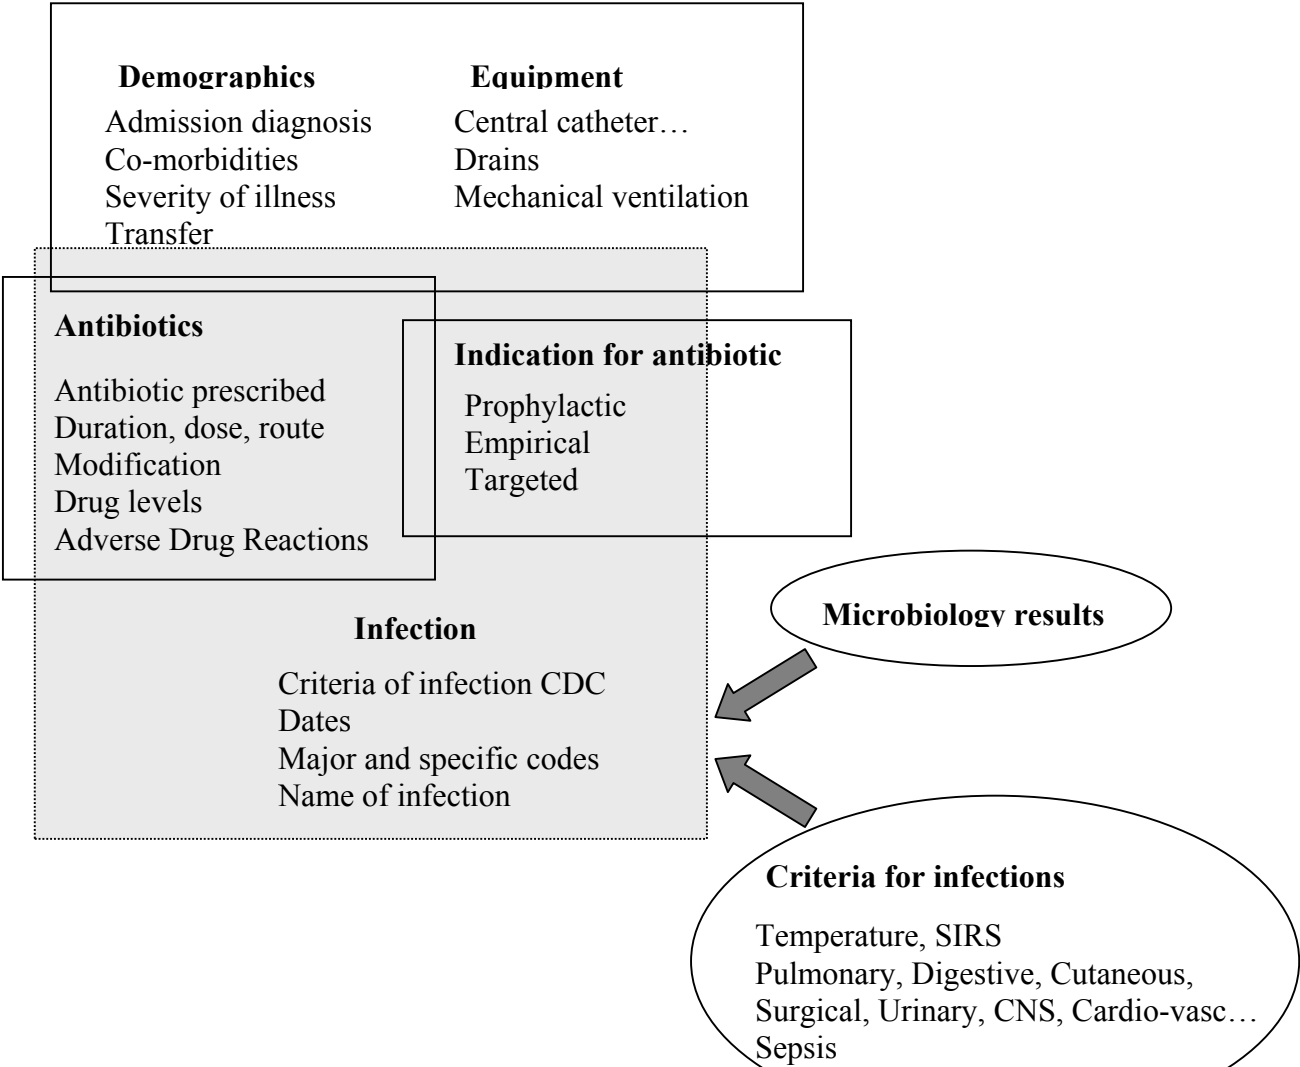 Demographics
Admission diagnosis
Co-morbidities
Severity of illness
Transfer
Equipment
Central catheter…
Drains
Mechanical ventilation
Antibiotics
Antibiotic prescribed
Duration, dose, route
Modification
Drug levels
Adverse Drug Reactions
Indication for antibiotic
Prophylactic
Empirical
Targeted
Infection
Criteria of infection CDC
Dates
Major and specific codes
Name of infection
Microbiology results
Criteria for infections
Temperature, SIRS
Pulmonary, Digestive, Cutaneous,
Surgical, Urinary, CNS, Cardio-vasc…
Sepsis